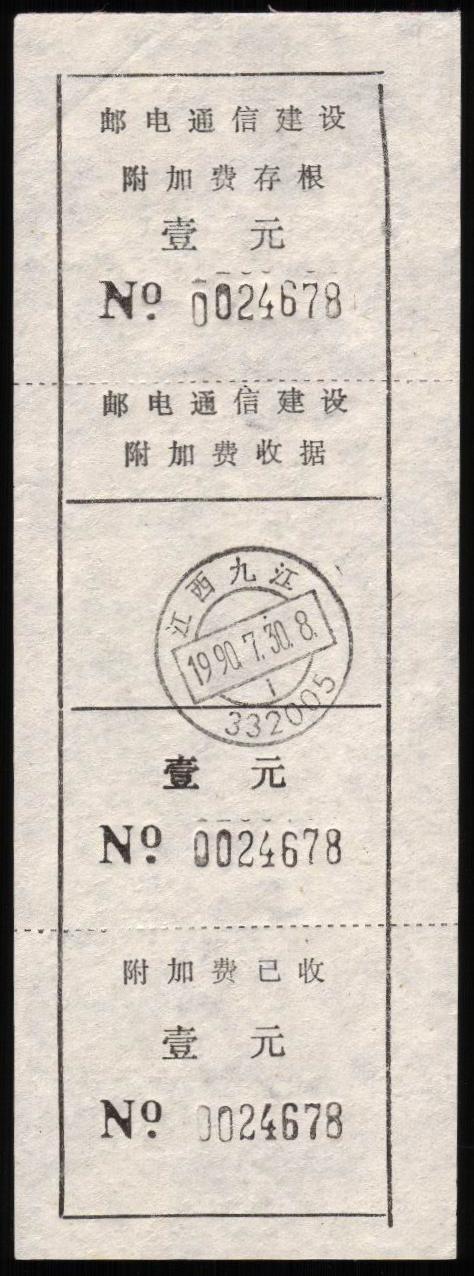 邮电通信建设
附加费存根
壹元
Nº 0024678
邮电通信建设
附加费收据
江西九江
1990.7.30.8.
i
332005
壹元
Nº 0024678
附加费已收
壹元
Nº 0024678